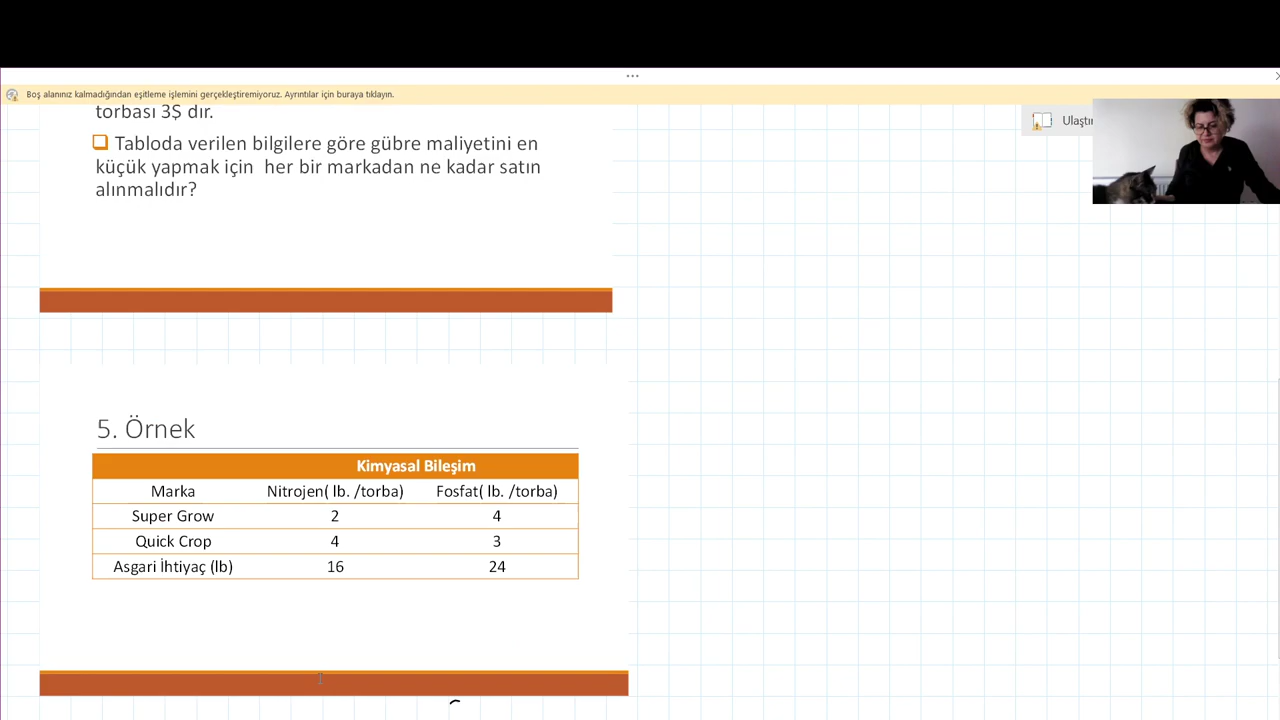 Boş alanınız kalmadığından eşitleme işlemini gerçekleştiremiyoruz. Ayrıntılar için buraya tıklayın.
torbası 3$ dır.
Tabloda verilen bilgilere göre gübre maliyetini en
küçük yapmak için her bir markadan ne kadar satın
alınmalıdır?
5. Örnek
Kimyasal Bileşim
Marka Nitrojen( lb. /torba) Fosfat( lb. /torba)
Super Grow 2 4
Quick Crop 4 3
Asgari İhtiyaç (lb) 16 24